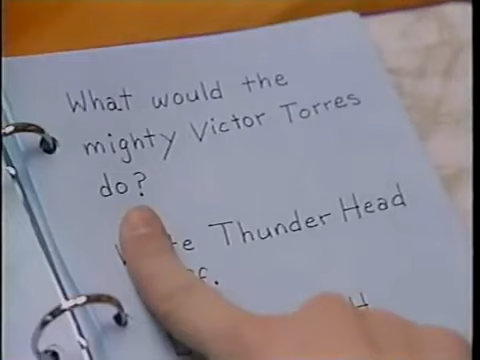 What would the
mighty Victor Torres
do?
Thunder Head